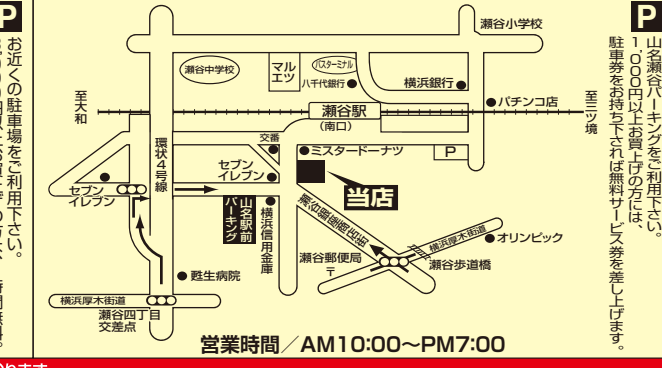 P
山名瀬谷パーキングをご利用下さい。
1,000円以上お買上げの方には、
駐車券をお持ち下されば無料サービス券を差し上げます。
P
お近くの駐車場をご利用下さい。
瀬谷小学校
瀬谷中学校
マル
エツ
バスターミナル
八千代銀行
横浜銀行
パチンコ店
至大和
瀬谷駅
(南口)
至三ツ境
環状4号線
交番
ミスタードーナツ
P
セブン
イレブン
セブン
イレブン
当店
山名駅前
パーキング
横浜信用金庫
瀬谷銀座商店街
横浜厚木街道
オリンピック
瀬谷郵便局
〒
瀬谷歩道橋
甦生病院
横浜厚木街道
瀬谷四丁目
交差点
営業時間/AM10:00〜PM7:00